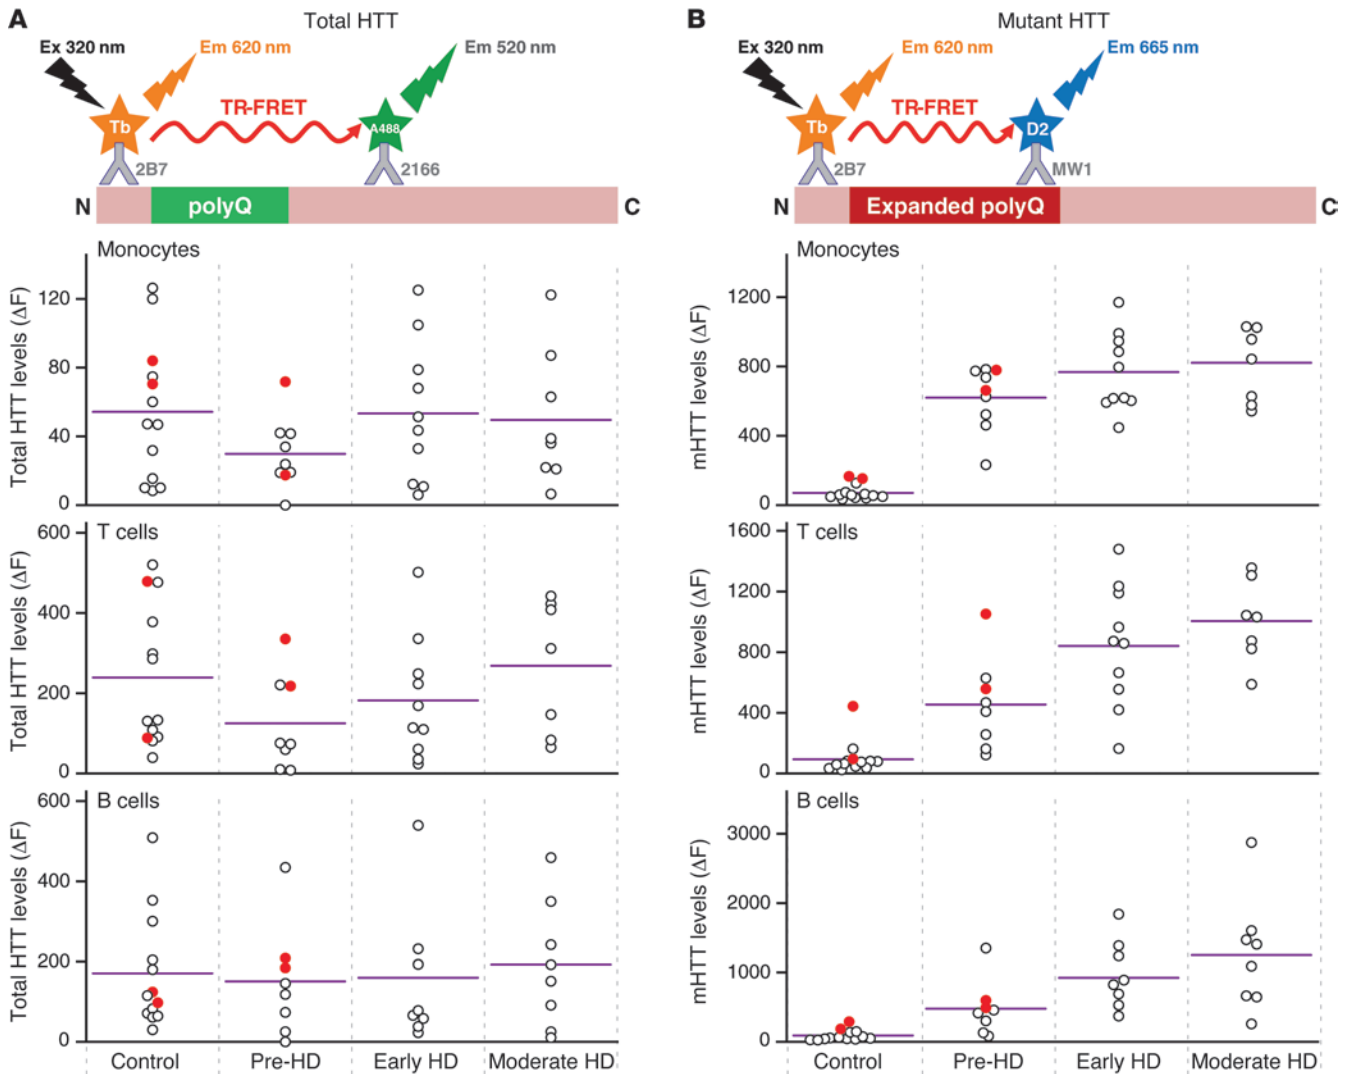 A
Total HTT
Ex 320 nm
Em 620 nm
Em 520 nm
TR-FRET
Tb
A488
2B7
2166
N
polyQ
C
Monocytes
Total HTT levels (ΔF)
120
80
40
0
T cells
Total HTT levels (ΔF)
600
400
200
0
B cells
Total HTT levels (ΔF)
600
400
200
0
Control
Pre-HD
Early HD
Moderate HD
B
Mutant HTT
Ex 320 nm
Em 620 nm
Em 665 nm
TR-FRET
Tb
D2
2B7
MW1
N
Expanded polyQ
C
Monocytes
mHTT levels (ΔF)
1200
800
400
0
T cells
mHTT levels (ΔF)
1600
1200
800
400
0
B cells
mHTT levels (ΔF)
3000
2000
1000
0
Control
Pre-HD
Early HD
Moderate HD